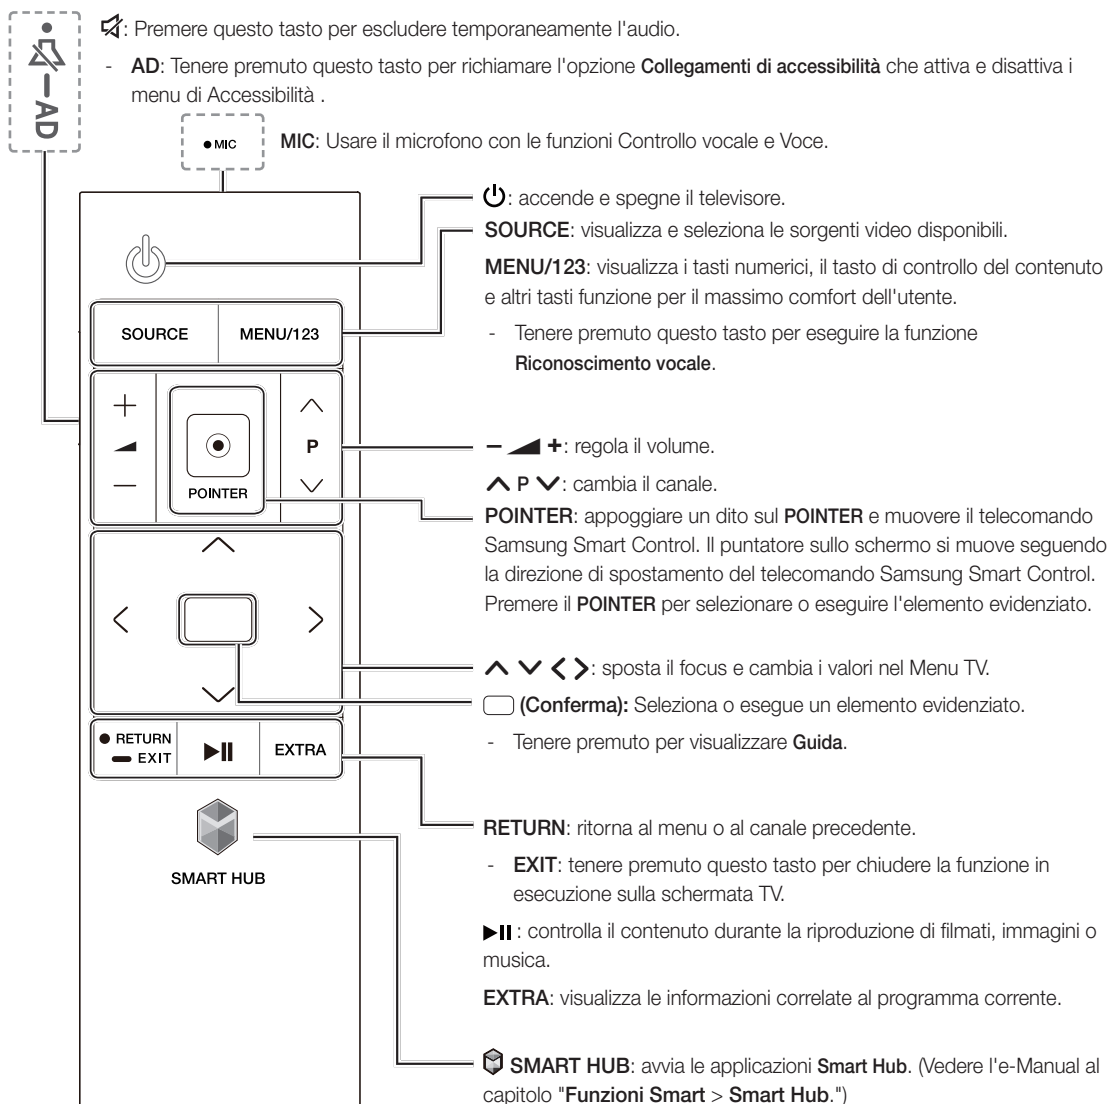 : Premere questo tasto per escludere temporaneamente l'audio.
- AD: Tenere premuto questo tasto per richiamare l'opzione Collegamenti di accessibilità che attiva e disattiva i
menu di Accessibilità .
AD
MIC
MIC: Usare il microfono con le funzioni Controllo vocale e Voce.
: accende e spegne il televisore.
SOURCE: visualizza e seleziona le sorgenti video disponibili.
MENU/123: visualizza i tasti numerici, il tasto di controllo del contenuto
e altri tasti funzione per il massimo comfort dell'utente.
- Tenere premuto questo tasto per eseguire la funzione
Riconoscimento vocale.
SOURCE
MENU/123
P
POINTER
− +: regola il volume.
P : cambia il canale.
POINTER: appoggiare un dito sul POINTER e muovere il telecomando
Samsung Smart Control. Il puntatore sullo schermo si muove seguendo
la direzione di spostamento del telecomando Samsung Smart Control.
Premere il POINTER per selezionare o eseguire l'elemento evidenziato.
: sposta il focus e cambia i valori nel Menu TV.
(Conferma): Seleziona o esegue un elemento evidenziato.
- Tenere premuto per visualizzare Guida.
RETURN
EXIT
EXTRA
SMART HUB
RETURN: ritorna al menu o al canale precedente.
- EXIT: tenere premuto questo tasto per chiudere la funzione in
esecuzione sulla schermata TV.
: controlla il contenuto durante la riproduzione di filmati, immagini o
musica.
EXTRA: visualizza le informazioni correlate al programma corrente.
SMART HUB: avvia le applicazioni Smart Hub. (Vedere l'e-Manual al
capitolo "Funzioni Smart > Smart Hub.")